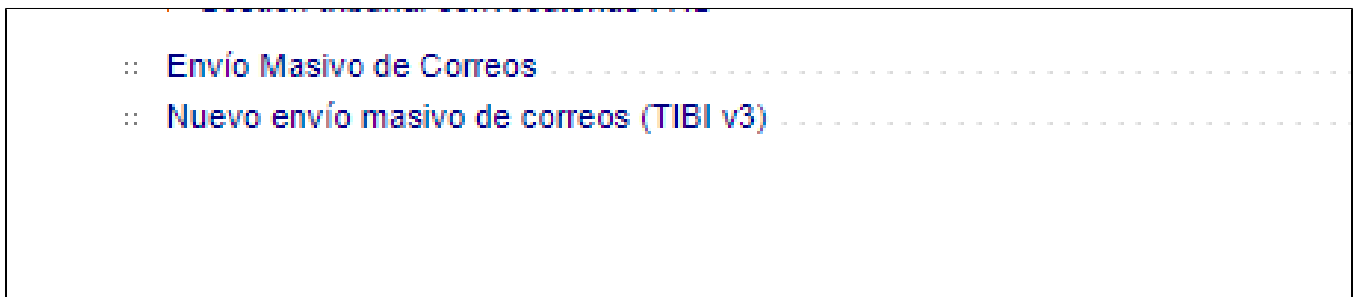 :: Envío Masivo de Correos
:: Nuevo envío masivo de correos (TIBI v3)